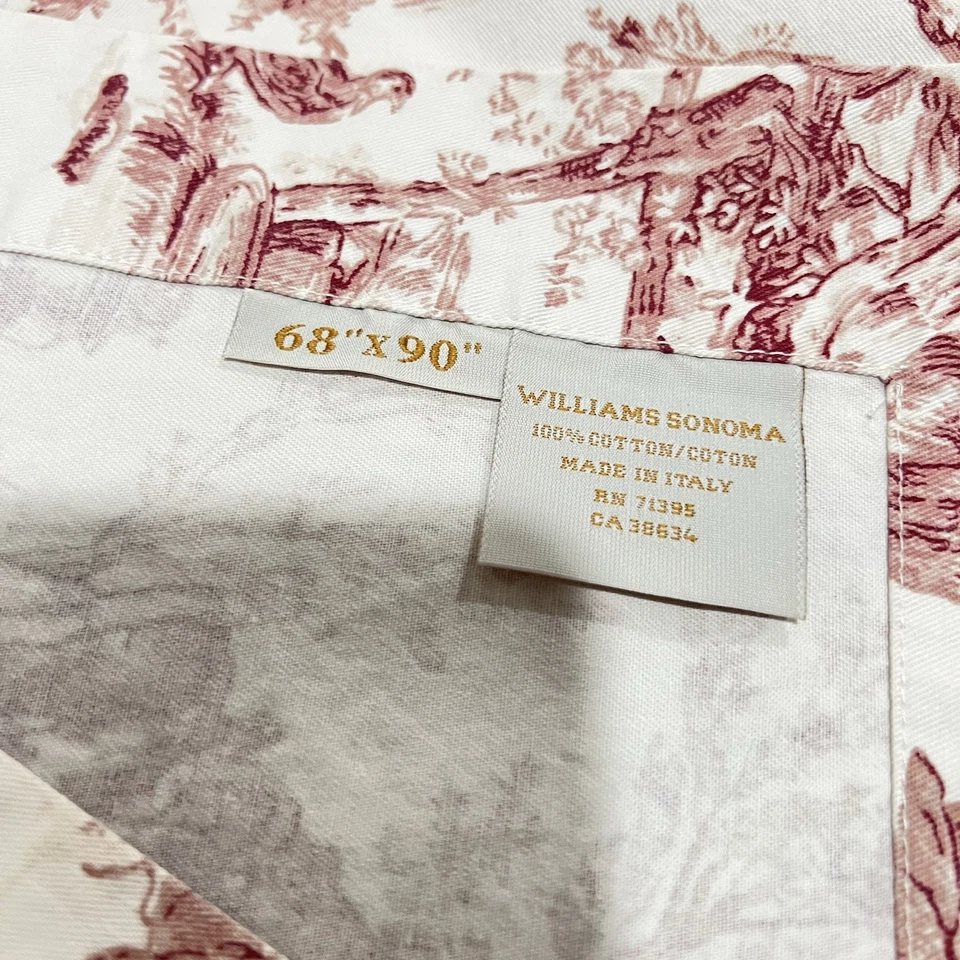 68"X90"
WILLIAMS SONOMA
100% COTTON/COTON
MADE IN ITALY
RN 71395
CA 38634